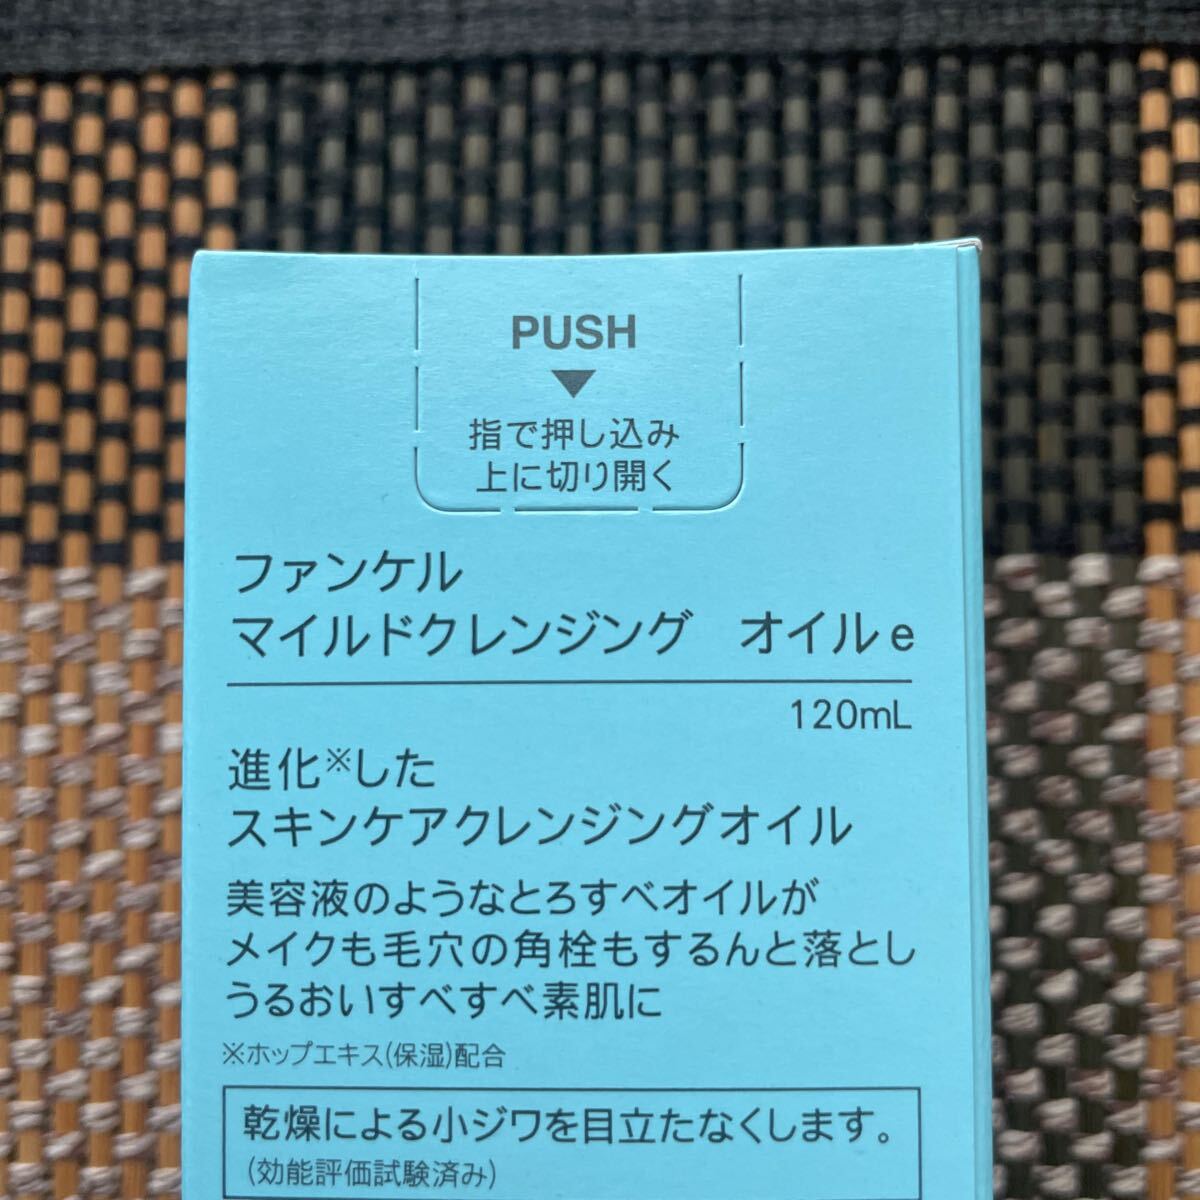 PUSH
▼
指で押し込み
上に切り開く
ファンケル
マイルドクレンジング　オイルe
120mL
進化※した
スキンケアクレンジングオイル
美容液のようなとろすべオイルが
メイクも毛穴の角栓もするんと落とし
うるおいすべすべ素肌に
※ホップエキス(保湿)配合
乾燥による小ジワを目立たなくします。
(効能評価試験済み)